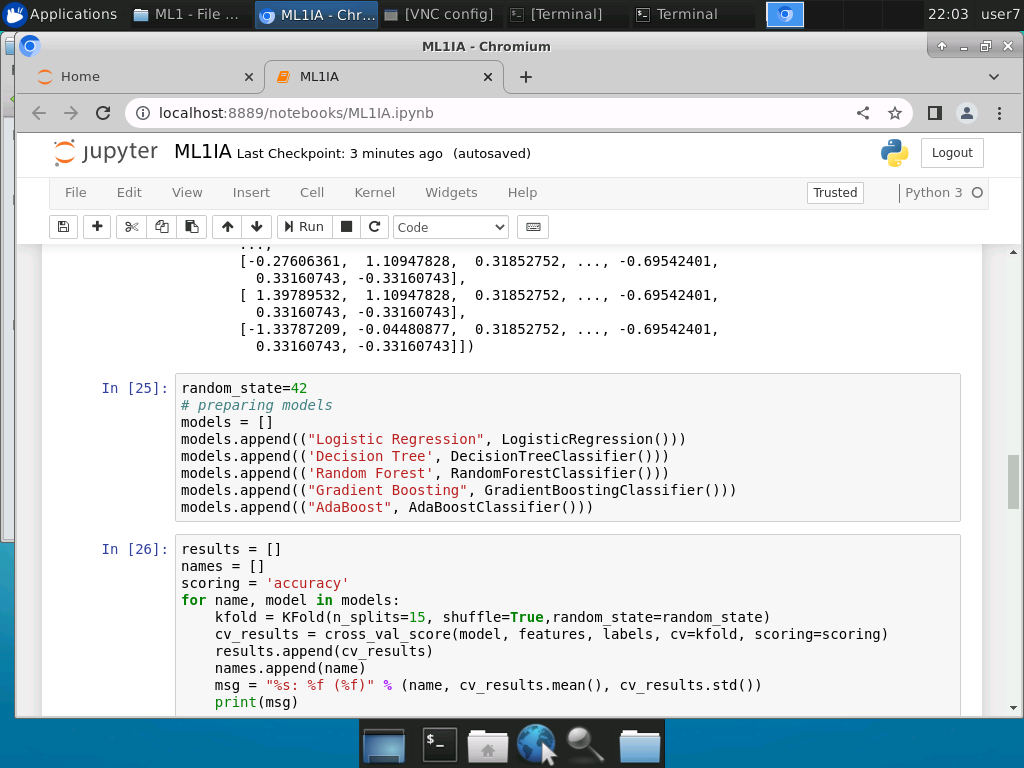 Applications
ML1 - File ...
ML1IA - Chr...
[VNC config]
[Terminal]
Terminal
22:03
user7
ML1IA - Chromium
Home
ML1IA
localhost:8889/notebooks/ML1IA.ipynb
jupyter
ML1IA Last Checkpoint: 3 minutes ago (autosaved)
Logout
File
Edit
View
Insert
Cell
Kernel
Widgets
Help
Trusted
Python 3
Run
Code
...,
[-0.27606361,  1.10947828,  0.31852752, ..., -0.69542401,
0.33160743, -0.33160743],
[ 1.39789532,  1.10947828,  0.31852752, ..., -0.69542401,
0.33160743, -0.33160743],
[-1.33787209, -0.04480877,  0.31852752, ..., -0.69542401,
0.33160743, -0.33160743]])
In [25]:
random_state=42
# preparing models
models = []
models.append(("Logistic Regression", LogisticRegression()))
models.append(('Decision Tree', DecisionTreeClassifier()))
models.append(('Random Forest', RandomForestClassifier()))
models.append(("Gradient Boosting", GradientBoostingClassifier()))
models.append(("AdaBoost", AdaBoostClassifier()))
In [26]:
results = []
names = []
scoring = 'accuracy'
for name, model in models:
    kfold = KFold(n_splits=15, shuffle=True,random_state=random_state)
    cv_results = cross_val_score(model, features, labels, cv=kfold, scoring=scoring)
    results.append(cv_results)
    names.append(name)
    msg = "%s: %f (%f)" % (name, cv_results.mean(), cv_results.std())
    print(msg)